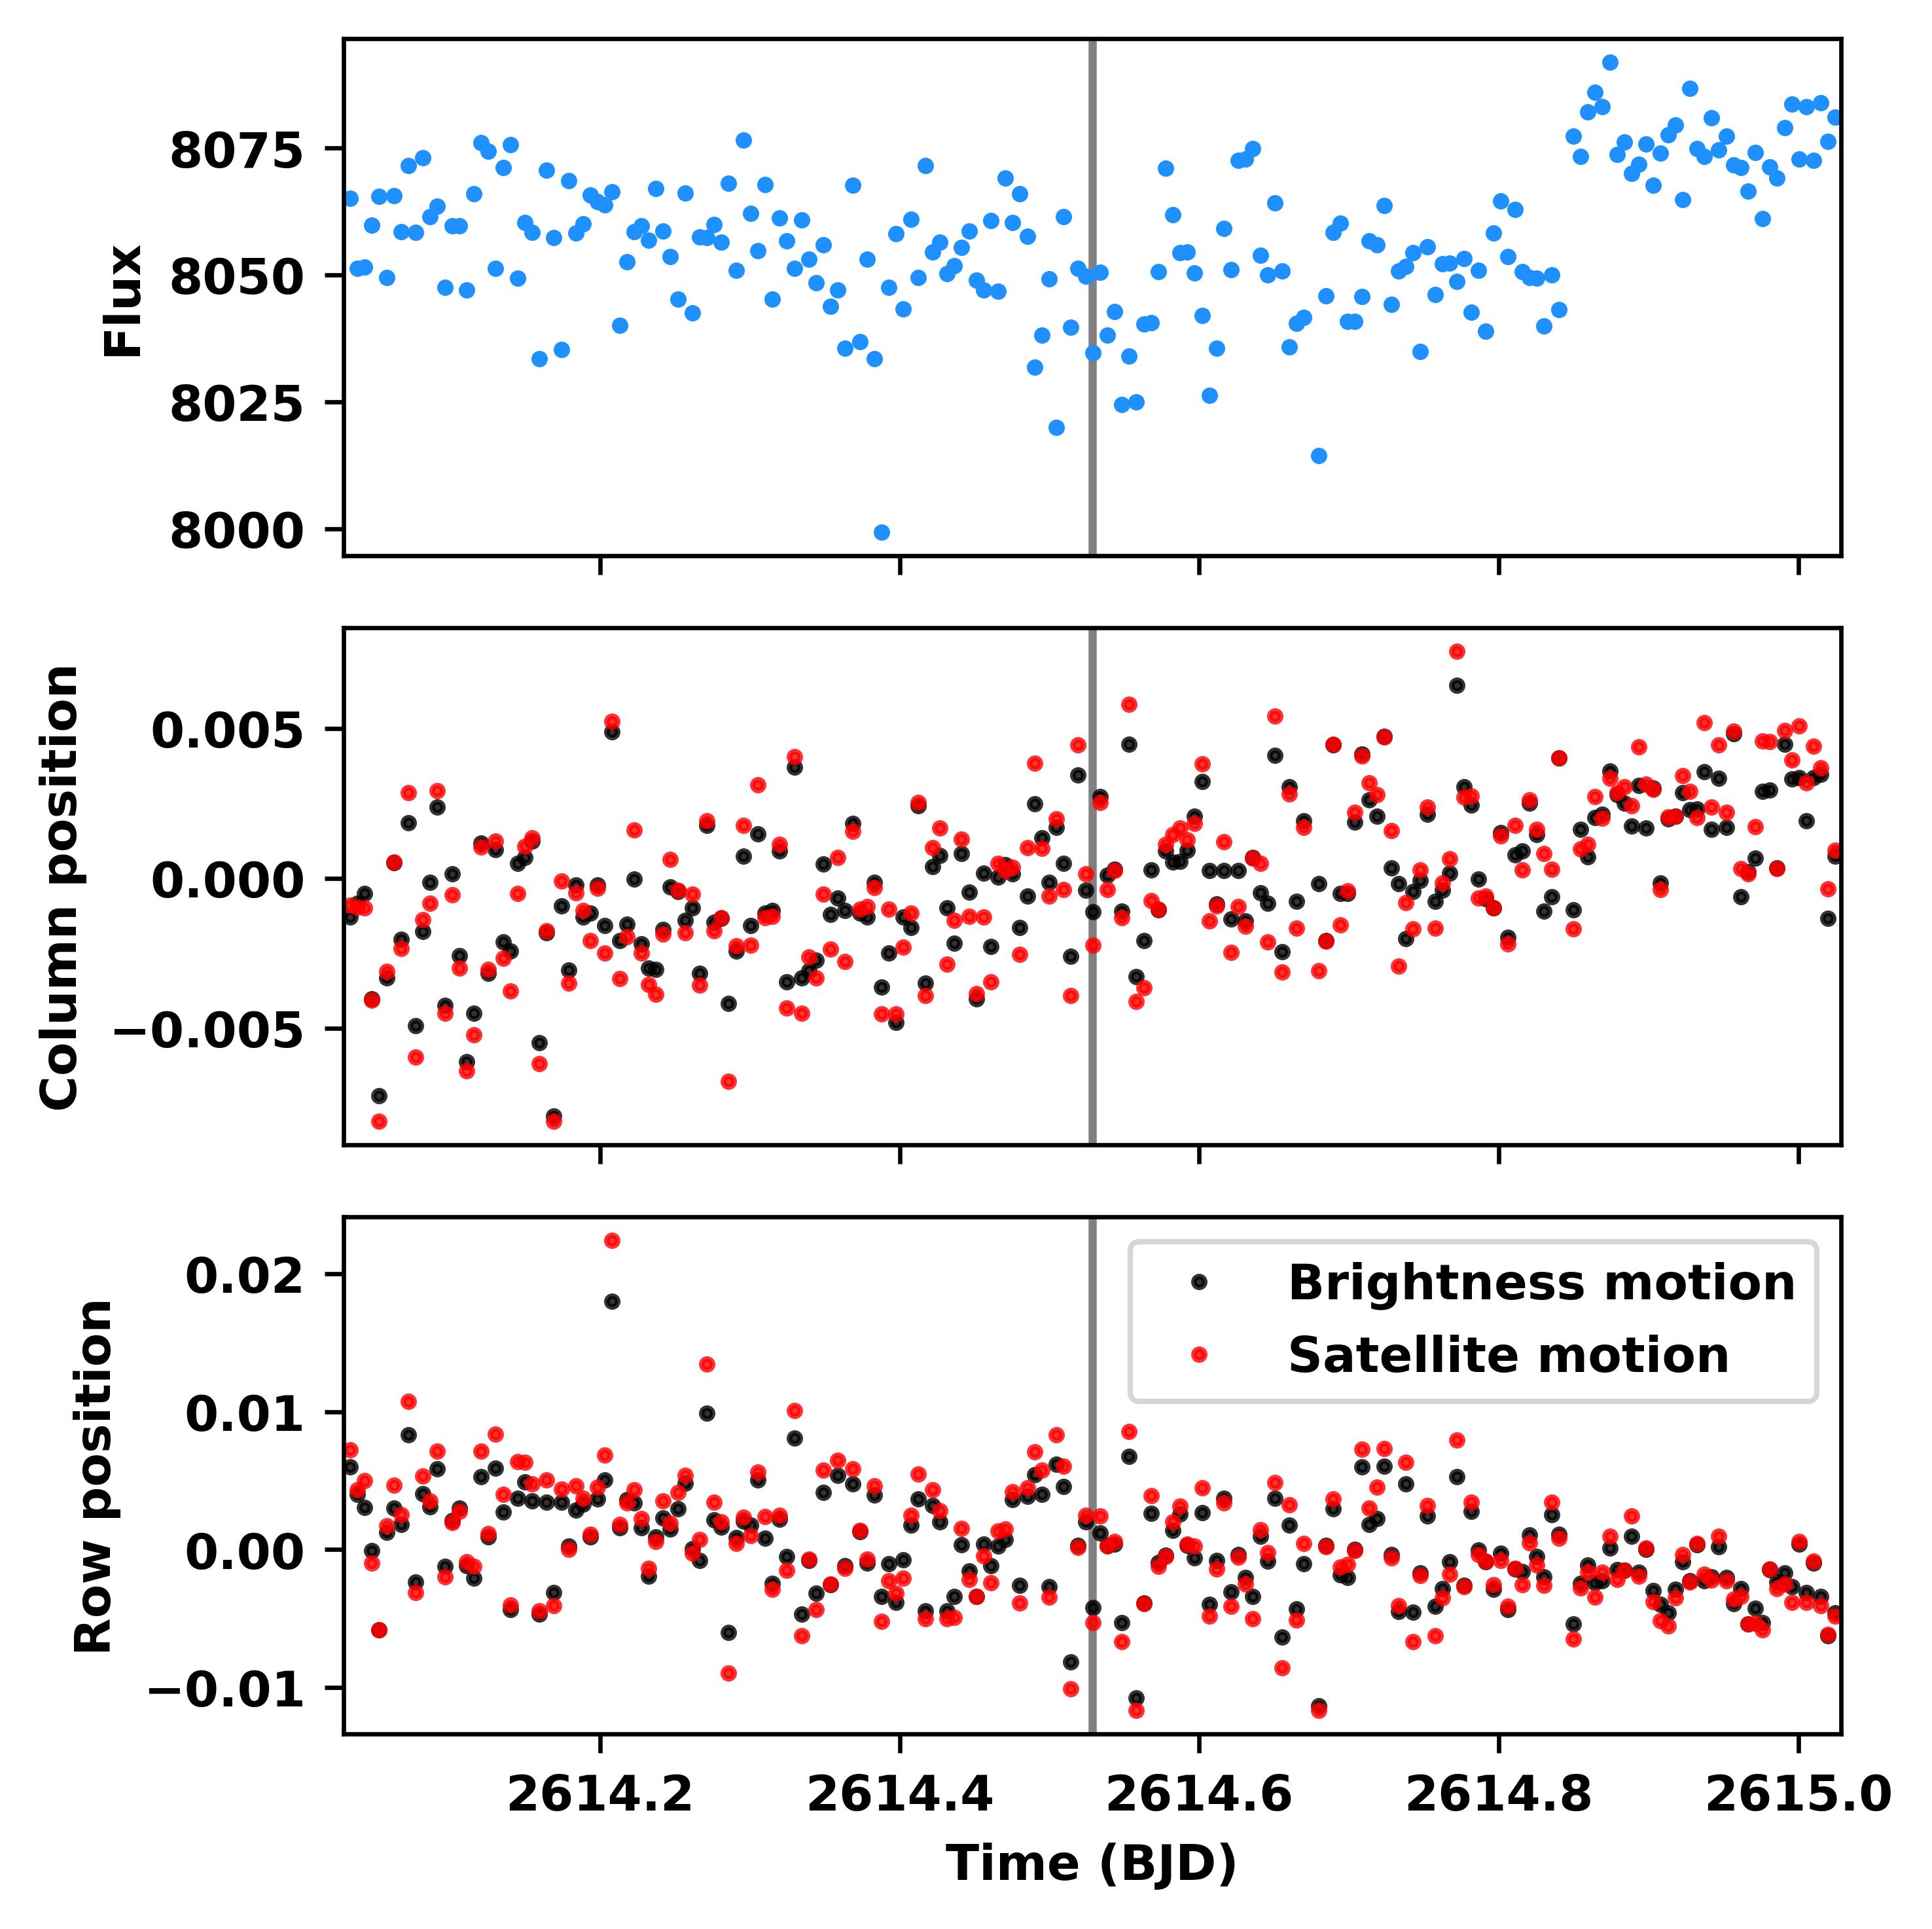 Flux
8075
8050
8025
8000
Column position
0.005
0.000
−0.005
Row position
0.02
0.01
0.00
−0.01
Brightness motion
Satellite motion
2614.2 2614.4 2614.6 2614.8 2615.0
Time (BJD)